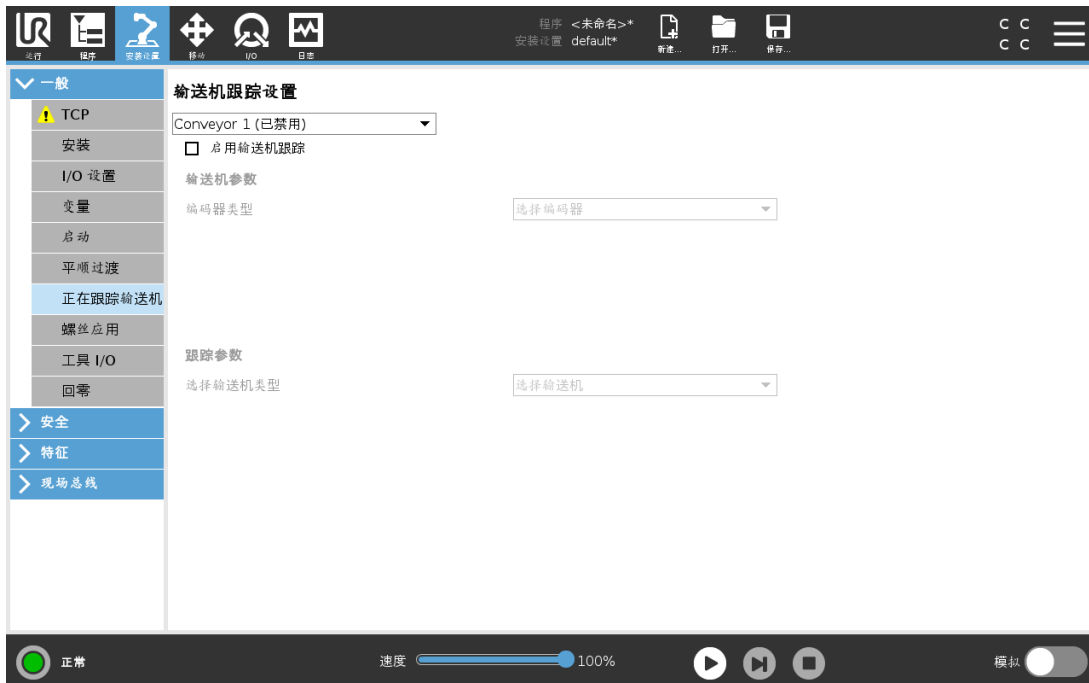 程序 <未命名>*
安装设置 default*
运行 程序 安装设置 移动 I/O 日志 新建... 打开... 保存...
C C
C C
一般
TCP
安装
I/O 设置
变量
启动
平顺过渡
正在跟踪输送机
螺丝应用
工具 I/O
回零
安全
特征
现场总线
输送机跟踪设置
Conveyor 1 (已禁用)
启用输送机跟踪
输送机参数
编码器类型 选择编码器
跟踪参数
选择输送机类型 选择输送机
正常 速度 100% 模拟